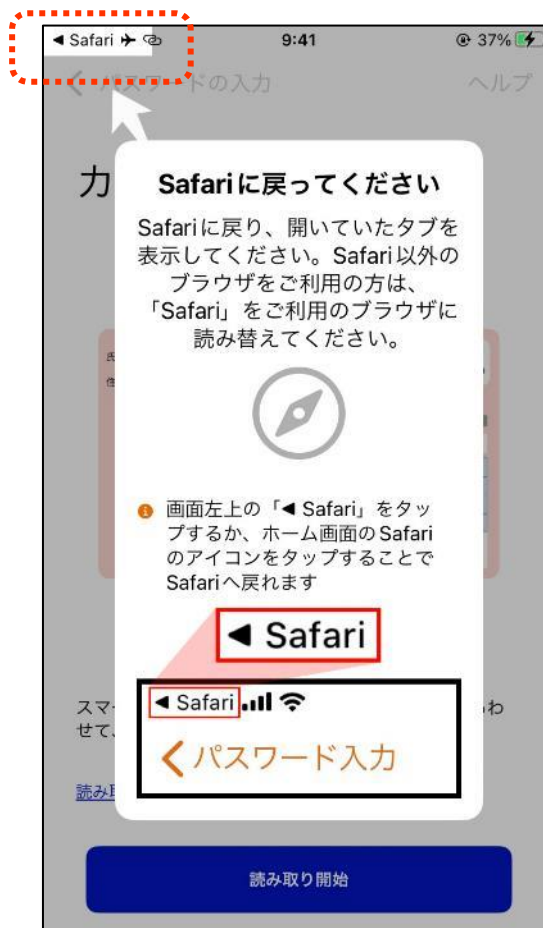 ◀ Safari
9:41
37%
パスワードの入力
ヘルプ
カ
Safariに戻ってください
Safariに戻り、開いていたタブを
表示してください。Safari以外の
ブラウザをご利用の方は、
「Safari」をご利用のブラウザに
読み替えてください。
氏
住
画面左上の「◀ Safari」をタッ
プするか、ホーム画面のSafari
のアイコンをタップすることで
Safariへ戻れます
◀ Safari
◀ Safari
パスワード入力
スマ
わ
せて、
読み取
読み取り開始